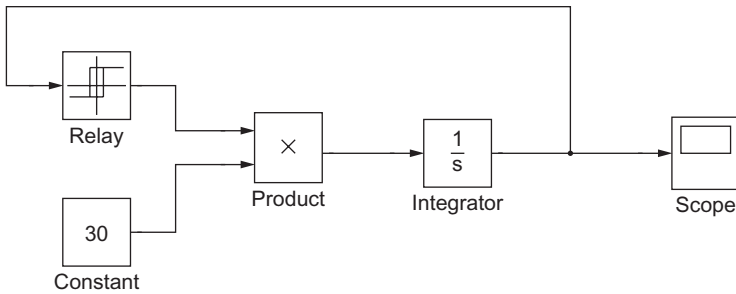 Relay
×
Product
1
s
Integrator
Scope
30
Constant